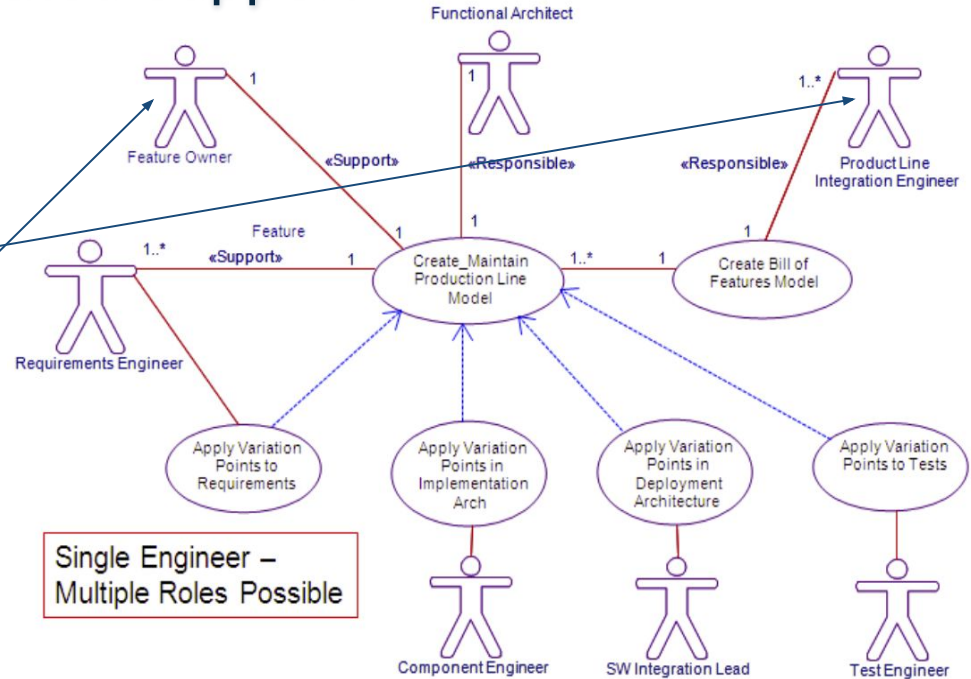 Functional Architect
1
1
1..*
Feature Owner
«Support»
«Responsible»
«Responsible»
Product Line
Integration Engineer
Feature
1..*
«Support»
1
1
1
1
Create_Maintain
Production Line
Model
1..*
1
Create Bill of
Features Model
Requirements Engineer
Apply Variation
Points to
Requirements
Apply Variation
Points in
Implementation
Arch
Apply Variation
Points in
Deployment
Architecture
Apply Variation
Points to Tests
Single Engineer –
Multiple Roles Possible
Component Engineer
SW Integration Lead
Test Engineer